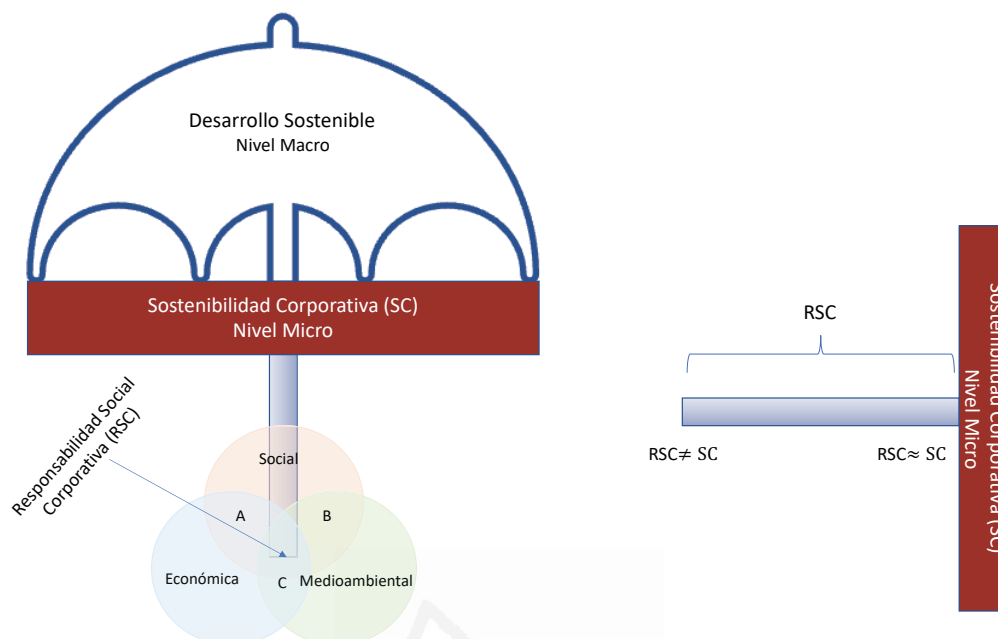 Desarrollo Sostenible
Nivel Macro
Sostenibilidad Corporativa (SC)
Nivel Micro
Responsabilidad Social
Corporativa (RSC)
Social
A
B
Económica
C
Medioambiental
RSC
RSC≠ SC
RSC≈ SC
Sostenibilidad Corporativa (SC)
Nivel Micro